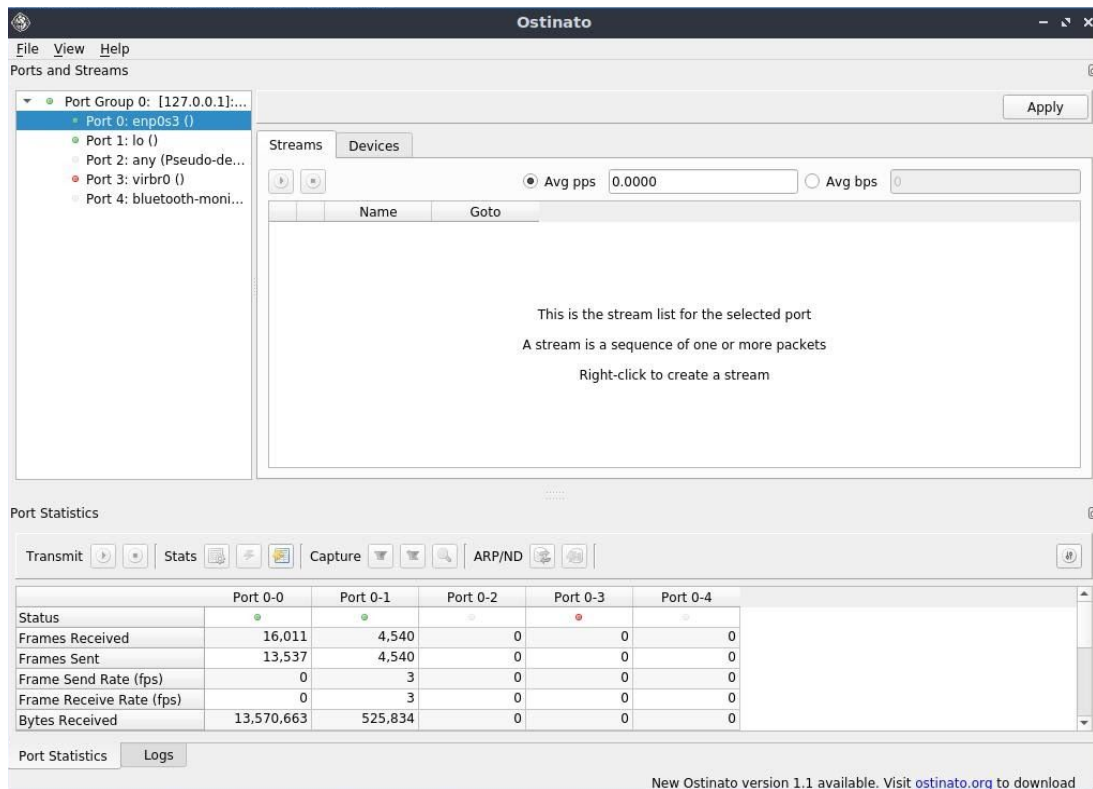 Ostinato
File View Help
Ports and Streams
Port Group 0: [127.0.0.1]:...
Port 0: enp0s3 ()
Port 1: lo ()
Port 2: any (Pseudo-de...
Port 3: virbr0 ()
Port 4: bluetooth-moni...
Apply
Streams Devices
Avg pps 0.0000 Avg bps 0
Name Goto
This is the stream list for the selected port
A stream is a sequence of one or more packets
Right-click to create a stream
Port Statistics
Transmit Stats Capture ARP/ND
Port 0-0 Port 0-1 Port 0-2 Port 0-3 Port 0-4
Status
Frames Received 16,011 4,540 0 0 0
Frames Sent 13,537 4,540 0 0 0
Frame Send Rate (fps) 0 3 0 0 0
Frame Receive Rate (fps) 0 3 0 0 0
Bytes Received 13,570,663 525,834 0 0 0
Port Statistics Logs
New Ostinato version 1.1 available. Visit ostinato.org to download